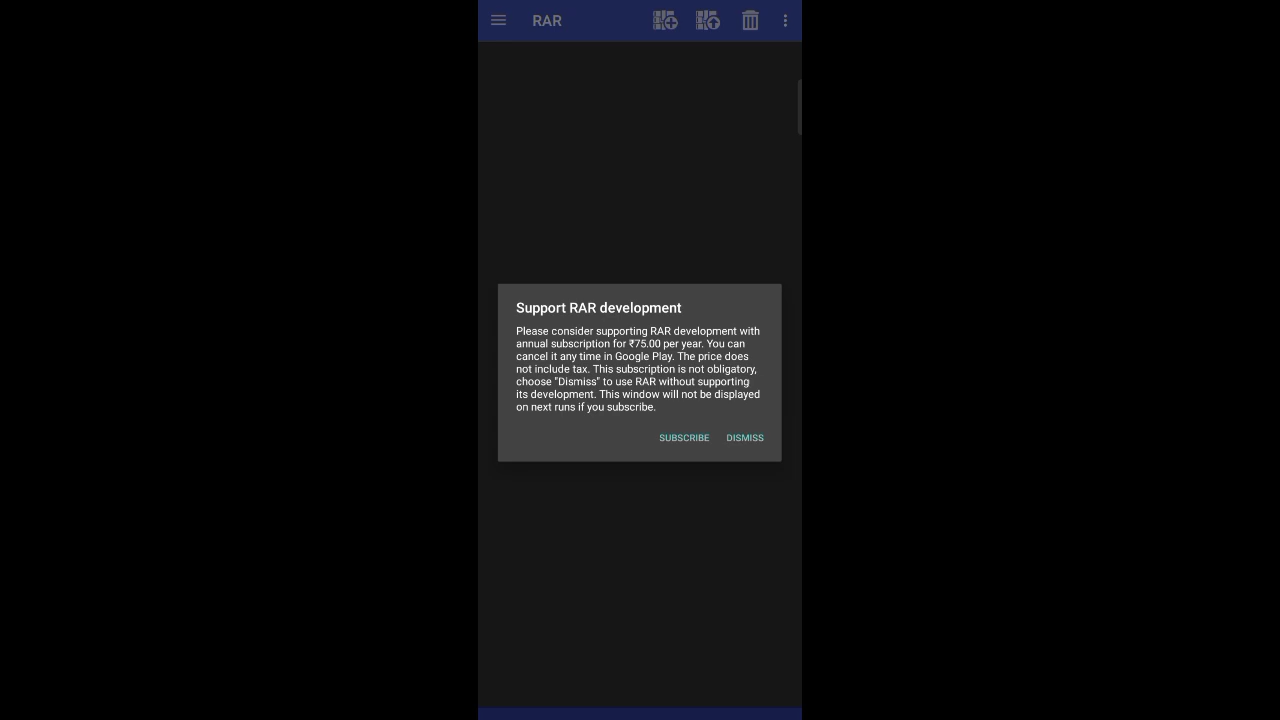 RAR
Support RAR development
Please consider supporting RAR development with
annual subscription for ₹75.00 per year. You can
cancel it any time in Google Play. The price does
not include tax. This subscription is not obligatory,
choose "Dismiss" to use RAR without supporting
its development. This window will not be displayed
on next runs if you subscribe.
SUBSCRIBE DISMISS